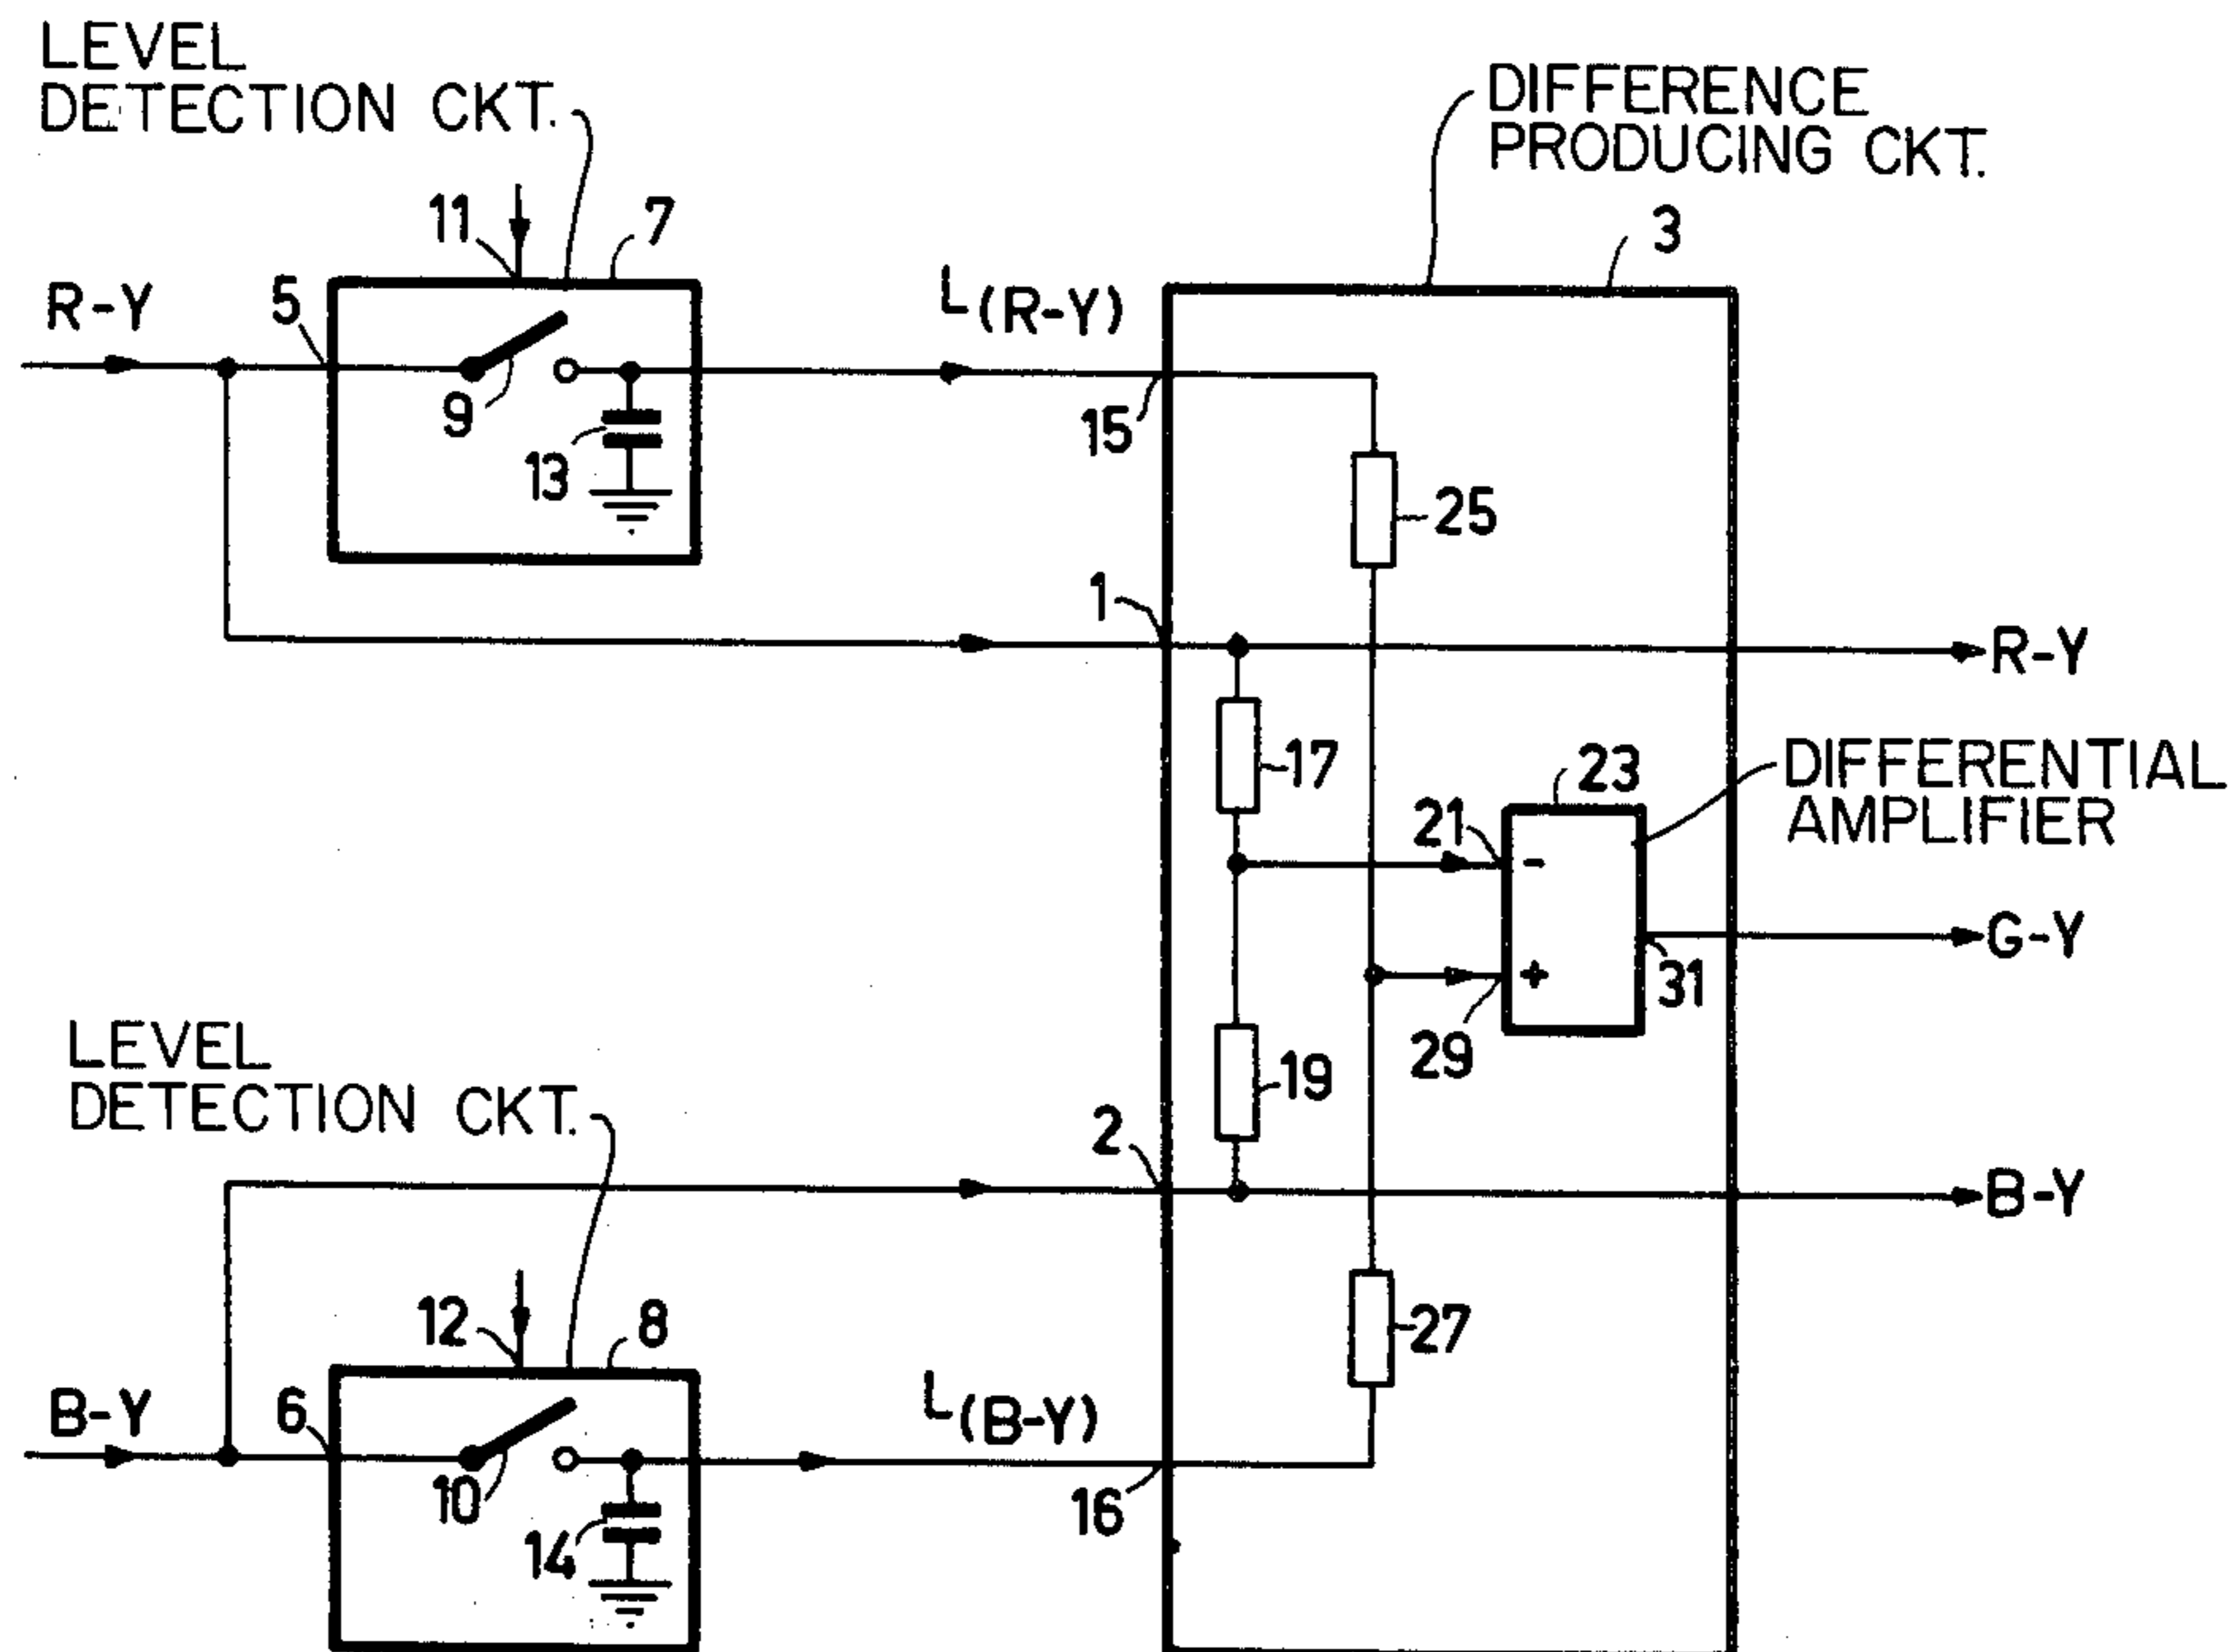 LEVEL
DETECTION CKT.
DIFFERENCE
PRODUCING CKT.
11
7
3
R-Y
5
L(R-Y)
9
13
15
25
1
R-Y
17
23
DIFFERENTIAL
AMPLIFIER
21
-
G-Y
+
31
29
LEVEL
DETECTION CKT.
19
2
B-Y
12
8
27
B-Y
6
L(B-Y)
10
14
16